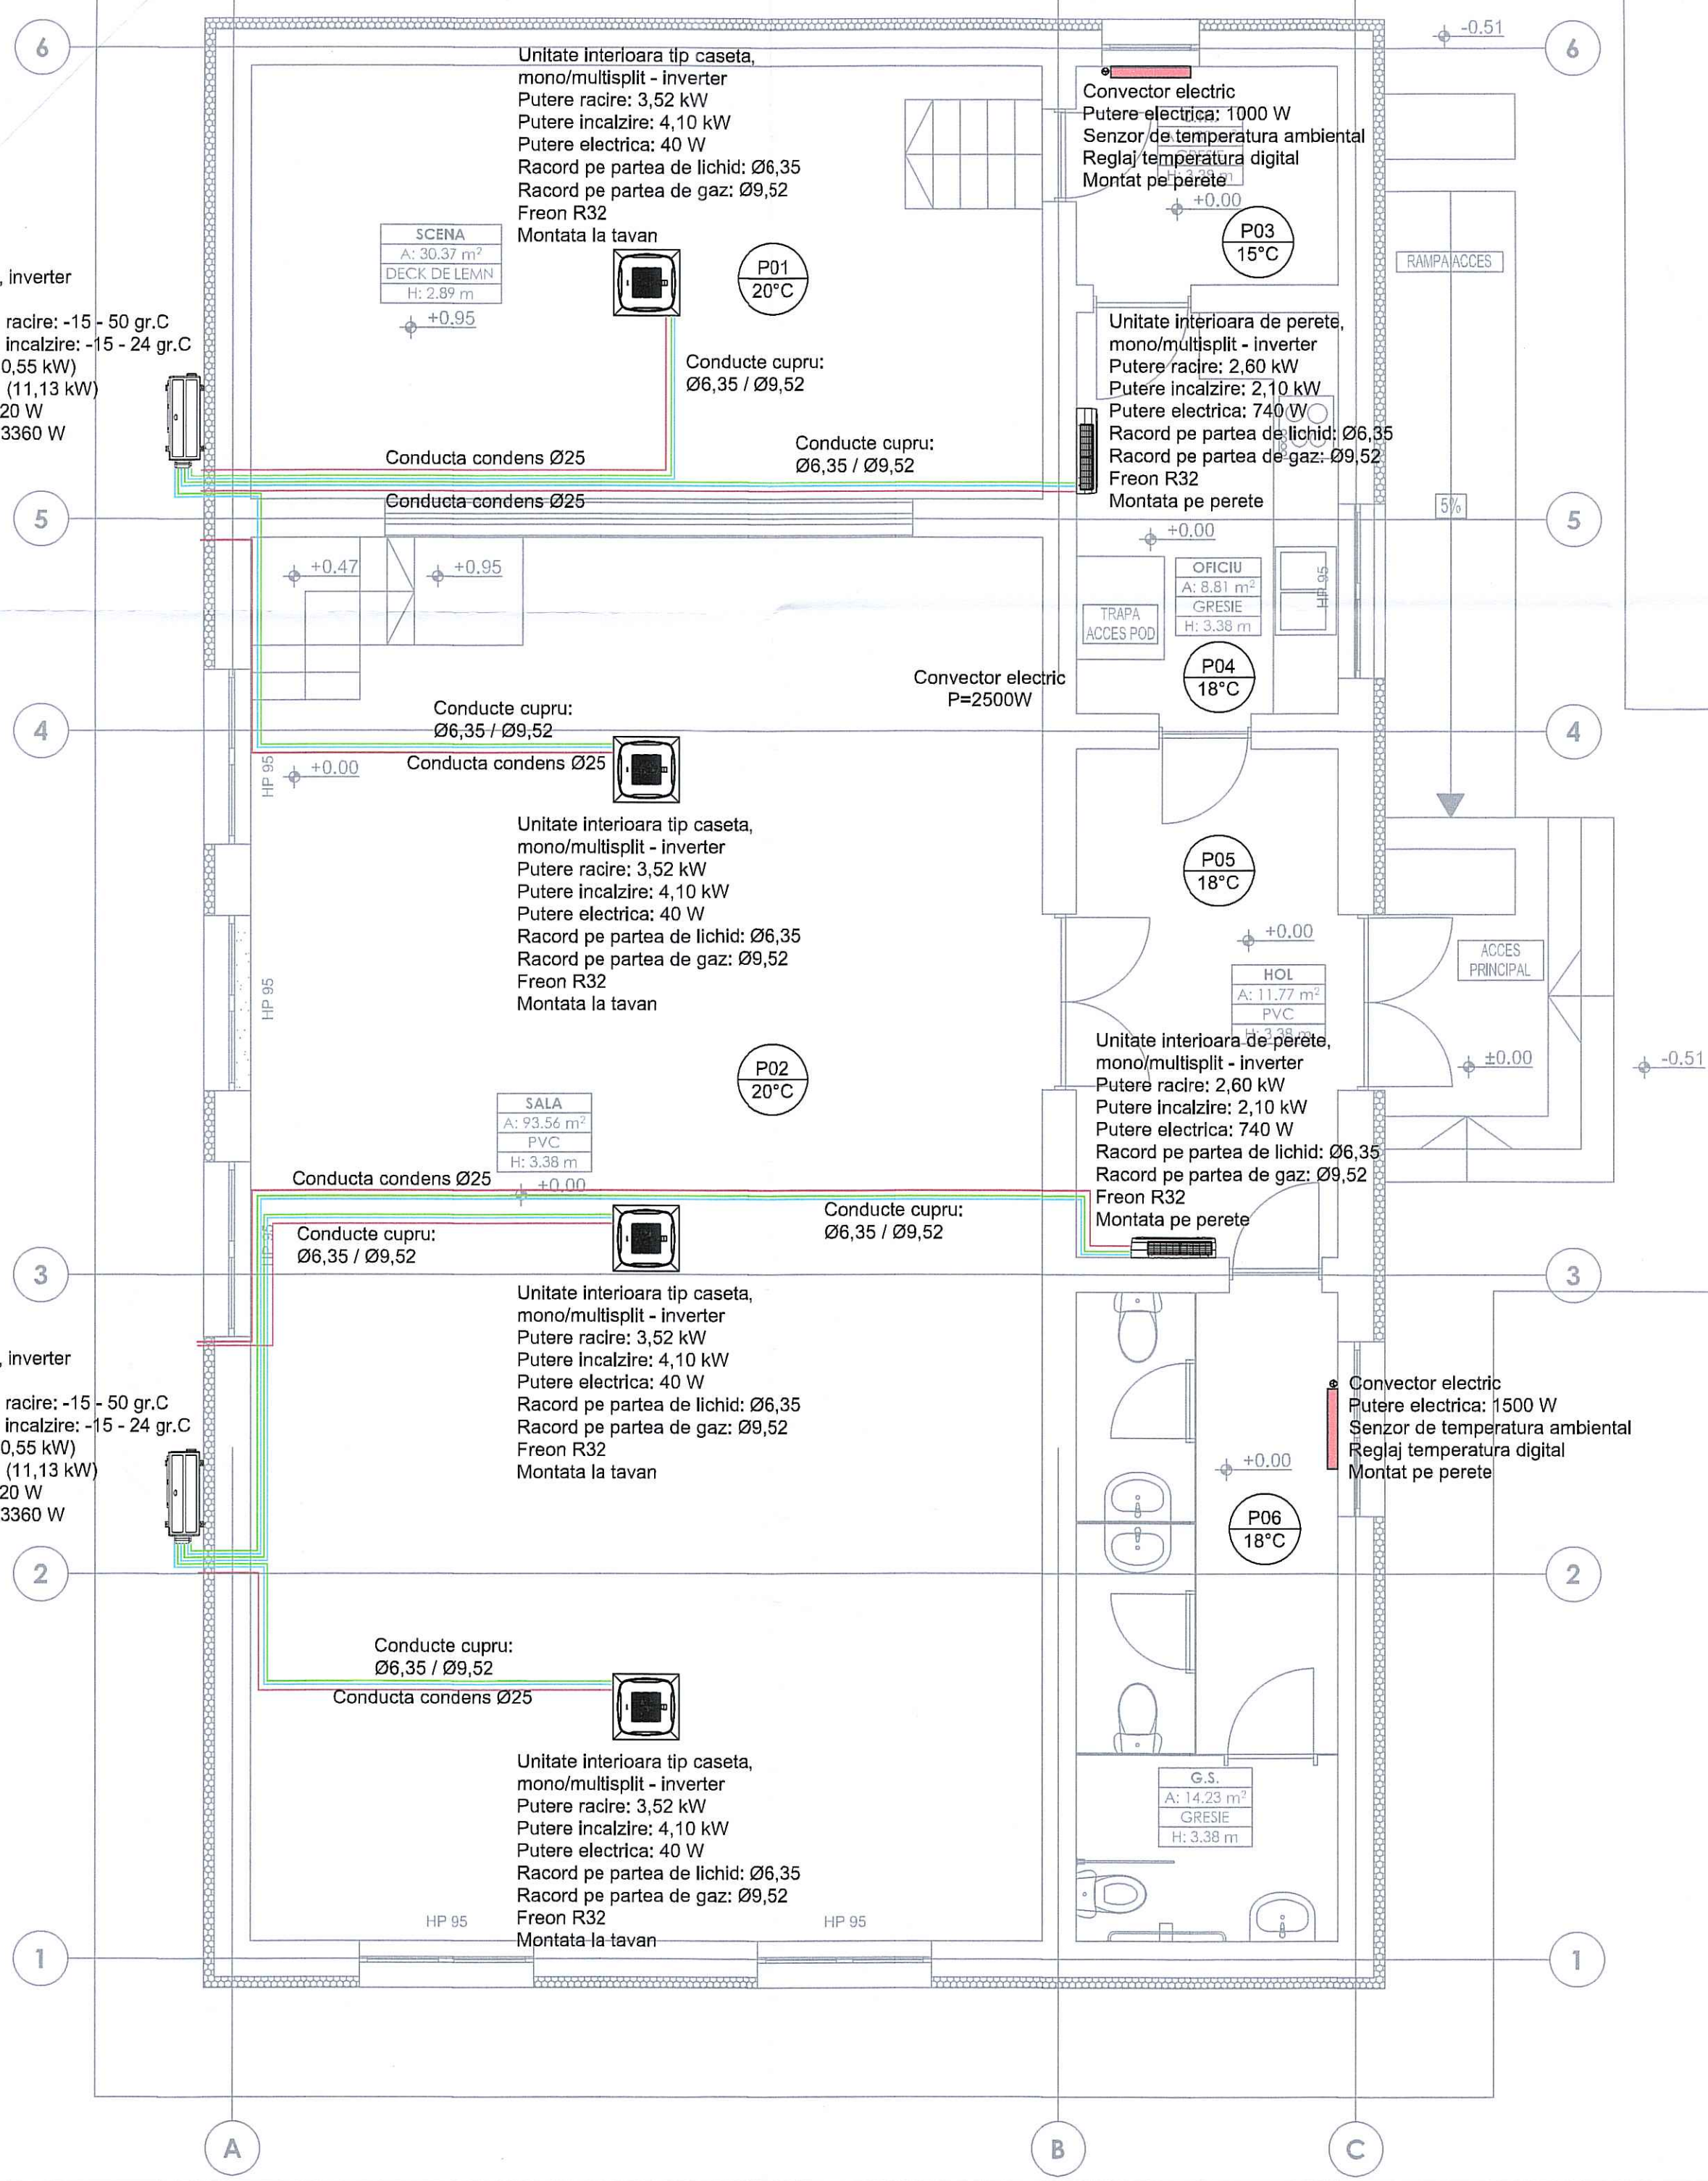 6
6
-0.51
Unitate interioara tip caseta,
mono/multisplit - inverter
Putere racire: 3,52 kW
Putere incalzire: 4,10 kW
Putere electrica: 40 W
Racord pe partea de lichid: Ø6,35
Racord pe partea de gaz: Ø9,52
Freon R32
Montata la tavan
Convector electric
Putere electrica: 1000 W
Senzor de temperatura ambiental
Reglaj temperatura digital
Montat pe perete
H: 3.38 m
+0.00
P03
15°C
SCENA
A: 30.37 m²
DECK DE LEMN
H: 2.89 m
+0.95
P01
20°C
RAMPA ACCES
, inverter
racire: -15 - 50 gr.C
incalzire: -15 - 24 gr.C
0,55 kW)
(11,13 kW)
20 W
3360 W
Conducte cupru:
Ø6,35 / Ø9,52
Unitate interioara de perete,
mono/multisplit - inverter
Putere racire: 2,60 kW
Putere incalzire: 2,10 kW
Putere electrica: 740 W
Racord pe partea de lichid: Ø6,35
Racord pe partea de gaz: Ø9,52
Freon R32
Montata pe perete
Conducta condens Ø25
Conducte cupru:
Ø6,35 / Ø9,52
Conducta condens Ø25
5
5
5%
+0.00
+0.47
+0.95
OFICIU
A: 8.81 m²
GRESIE
H: 3.38 m
HP 95
TRAPA
ACCES POD
P04
18°C
Convector electric
P=2500W
Conducte cupru:
Ø6,35 / Ø9,52
4
4
Conducta condens Ø25
HP 95
+0.00
Unitate interioara tip caseta,
mono/multisplit - inverter
Putere racire: 3,52 kW
Putere incalzire: 4,10 kW
Putere electrica: 40 W
Racord pe partea de lichid: Ø6,35
Racord pe partea de gaz: Ø9,52
Freon R32
Montata la tavan
P05
18°C
+0.00
ACCES
PRINCIPAL
HP 95
HOL
A: 11.77 m²
PVC
H: 3.38 m
±0.00
-0.51
Unitate interioara de perete,
mono/multisplit - inverter
Putere racire: 2,60 kW
Putere incalzire: 2,10 kW
Putere electrica: 740 W
Racord pe partea de lichid: Ø6,35
Racord pe partea de gaz: Ø9,52
Freon R32
Montata pe perete
P02
20°C
SALA
A: 93.56 m²
PVC
H: 3.38 m
+0.00
Conducta condens Ø25
Conducte cupru:
Ø6,35 / Ø9,52
HP 95
Conducte cupru:
Ø6,35 / Ø9,52
3
3
Unitate interioara tip caseta,
mono/multisplit - inverter
Putere racire: 3,52 kW
Putere incalzire: 4,10 kW
Putere electrica: 40 W
Racord pe partea de lichid: Ø6,35
Racord pe partea de gaz: Ø9,52
Freon R32
Montata la tavan
, inverter
racire: -15 - 50 gr.C
incalzire: -15 - 24 gr.C
0,55 kW)
(11,13 kW)
20 W
3360 W
Convector electric
Putere electrica: 1500 W
Senzor de temperatura ambiental
Reglaj temperatura digital
Montat pe perete
+0.00
P06
18°C
2
2
Conducte cupru:
Ø6,35 / Ø9,52
Conducta condens Ø25
Unitate interioara tip caseta,
mono/multisplit - inverter
Putere racire: 3,52 kW
Putere incalzire: 4,10 kW
Putere electrica: 40 W
Racord pe partea de lichid: Ø6,35
Racord pe partea de gaz: Ø9,52
Freon R32
Montata la tavan
G.S.
A: 14.23 m²
GRESIE
H: 3.38 m
HP 95
HP 95
1
1
A
B
C